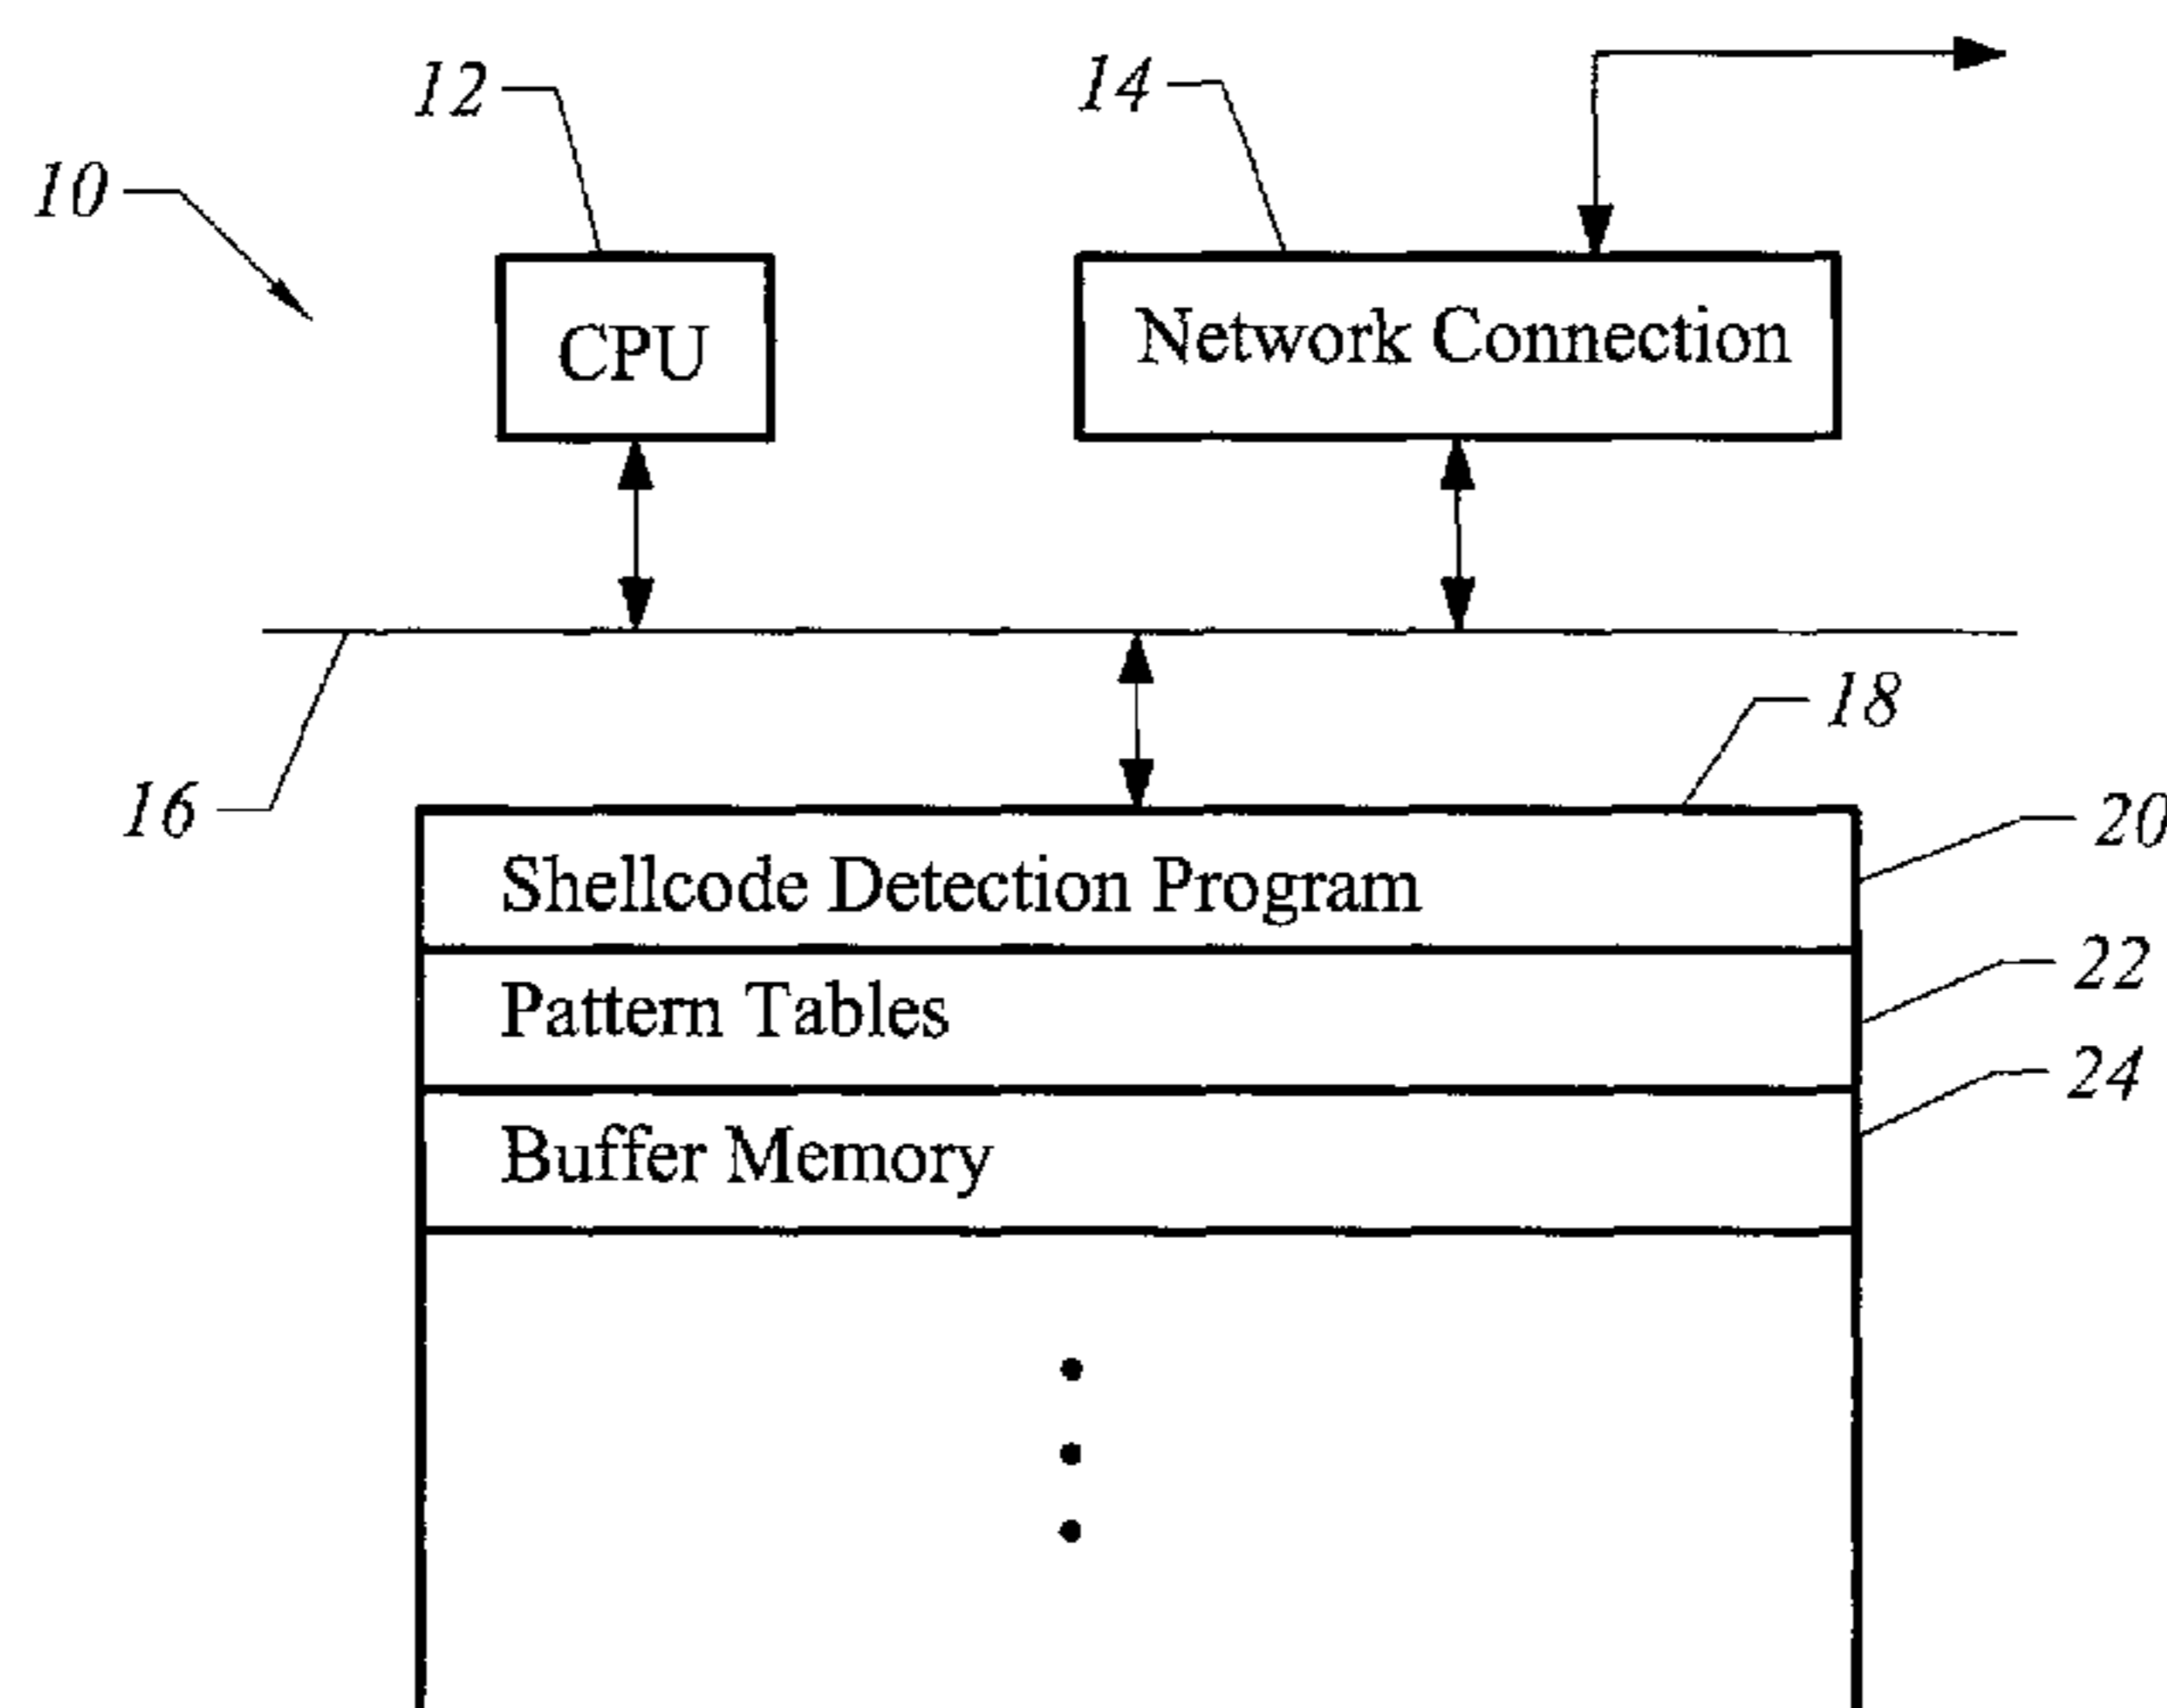 12
14
10
CPU
Network Connection
18
16
20
Shellcode Detection Program
22
Pattern Tables
24
Buffer Memory